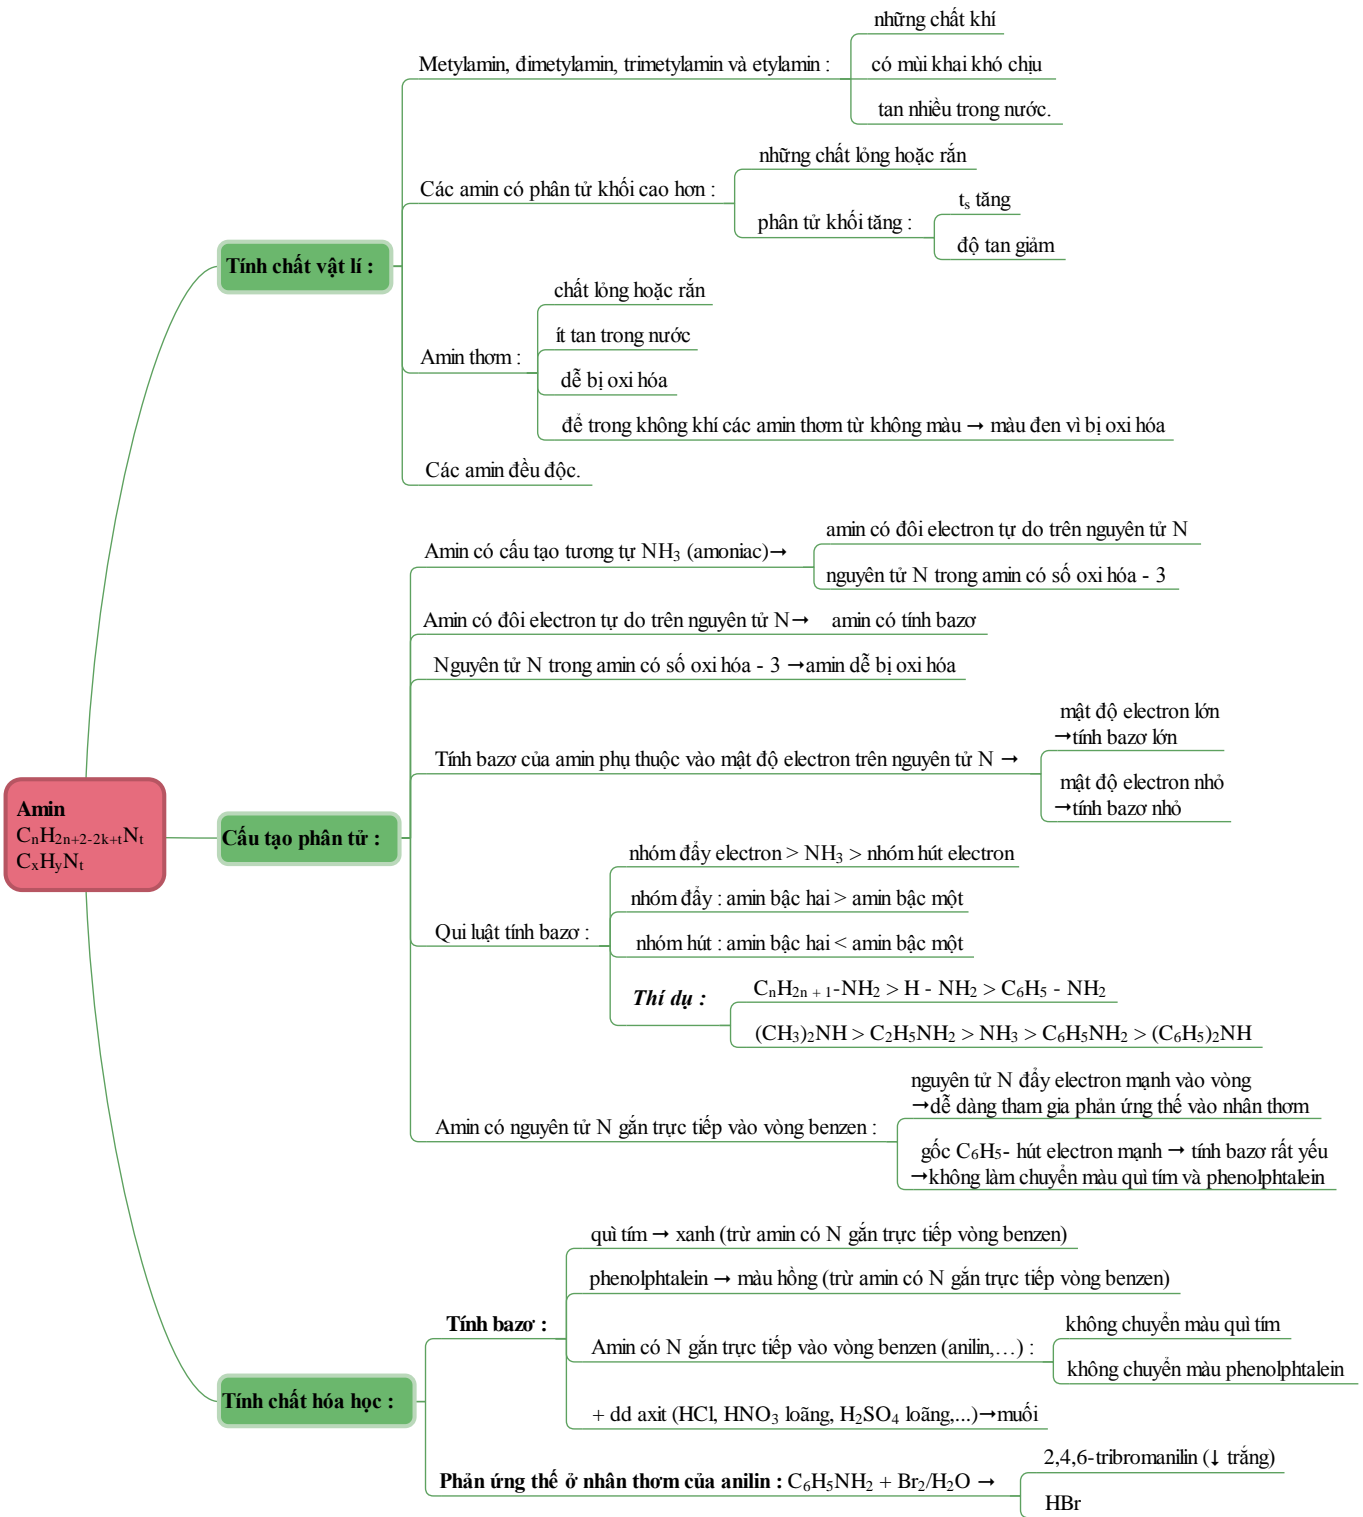 Amin
CₙH₂ₙ₊₂₋₂ₖ₊ₜNₜ
CₓHᵧNₜ
Tính chất vật lí :
Metylamin, đimetylamin, trimetylamin và etylamin :
những chất khí
có mùi khai khó chịu
tan nhiều trong nước.
Các amin có phân tử khối cao hơn :
những chất lỏng hoặc rắn
phân tử khối tăng :
tₛ tăng
độ tan giảm
Amin thơm :
chất lỏng hoặc rắn
ít tan trong nước
dễ bị oxi hóa
để trong không khí các amin thơm từ không màu → màu đen vì bị oxi hóa
Các amin đều độc.
Cấu tạo phân tử :
Amin có cấu tạo tương tự NH₃ (amoniac)→
amin có đôi electron tự do trên nguyên tử N
nguyên tử N trong amin có số oxi hóa - 3
Amin có đôi electron tự do trên nguyên tử N→ amin có tính bazơ
Nguyên tử N trong amin có số oxi hóa - 3 →amin dễ bị oxi hóa
Tính bazơ của amin phụ thuộc vào mật độ electron trên nguyên tử N →
mật độ electron lớn
→tính bazơ lớn
mật độ electron nhỏ
→tính bazơ nhỏ
Qui luật tính bazơ :
nhóm đẩy electron > NH₃ > nhóm hút electron
nhóm đẩy : amin bậc hai > amin bậc một
nhóm hút : amin bậc hai < amin bậc một
Thí dụ :
CₙH₂ₙ ₊ ₁-NH₂ > H - NH₂ > C₆H₅ - NH₂
(CH₃)₂NH > C₂H₅NH₂ > NH₃ > C₆H₅NH₂ > (C₆H₅)₂NH
Amin có nguyên tử N gắn trực tiếp vào vòng benzen :
nguyên tử N đẩy electron mạnh vào vòng
→dễ dàng tham gia phản ứng thế vào nhân thơm
gốc C₆H₅- hút electron mạnh → tính bazơ rất yếu
→không làm chuyển màu quì tím và phenolphtalein
Tính chất hóa học :
Tính bazơ :
quì tím → xanh (trừ amin có N gắn trực tiếp vòng benzen)
phenolphtalein → màu hồng (trừ amin có N gắn trực tiếp vòng benzen)
Amin có N gắn trực tiếp vào vòng benzen (anilin,…) :
không chuyển màu quì tím
không chuyển màu phenolphtalein
+ dd axit (HCl, HNO₃ loãng, H₂SO₄ loãng,...)→muối
Phản ứng thế ở nhân thơm của anilin : C₆H₅NH₂ + Br₂/H₂O →
2,4,6-tribromanilin (↓ trắng)
HBr